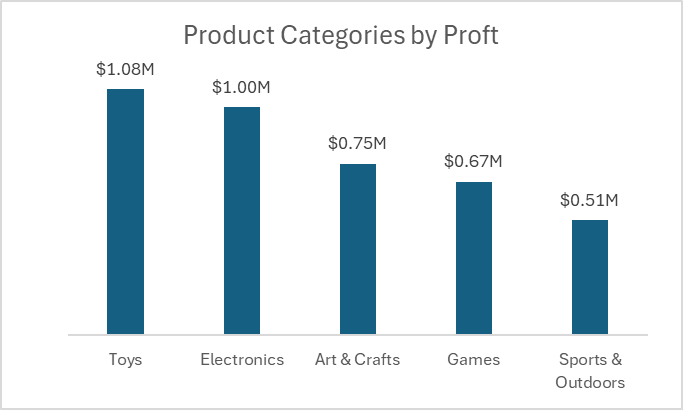 Product Categories by Proft
$1.08M
$1.00M
$0.75M
$0.67M
$0.51M
Toys
Electronics
Art & Crafts
Games
Sports &
Outdoors